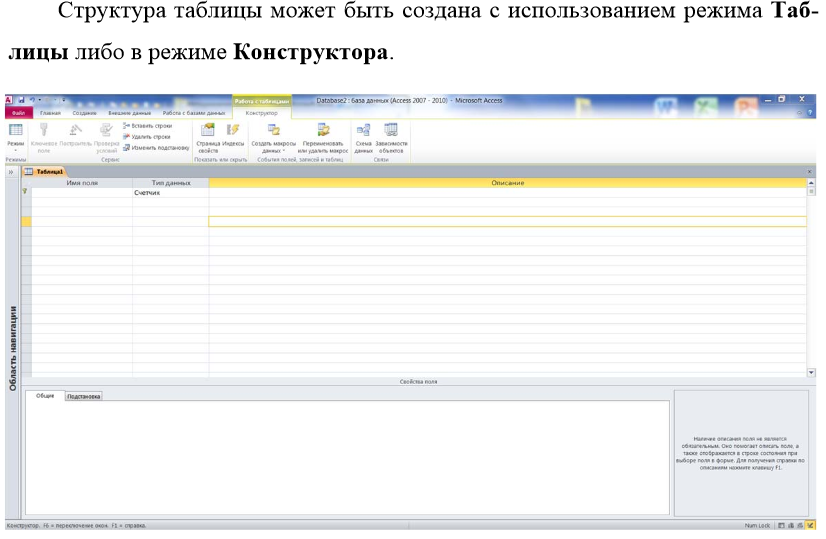 Структура таблицы может быть создана с использованием режима Таб-
лицы либо в режиме Конструктора.
Работа с таблицами
Database2 : база данных (Access 2007 - 2010) - Microsoft Access
Файл Главная Создание Внешние данные Работа с базами данных Конструктор
Режим
Ключевое поле
Построитель
Проверка условий
Вставить строки
Удалить строки
Изменить подстановку
Страница свойств
Индексы
Создать макросы данных
Переименовать или удалить макрос
Схема данных
Зависимости объектов
Режимы Сервис Показать или скрыть События полей, записей и таблиц Связи
Таблица1
Имя поля Тип данных Описание
Счетчик
Область навигации
Свойства поля
Общие Подстановка
Наличие описания поля не является
обязательным. Оно помогает описать поле, а
также отображается в строке состояния при
выборе поля в форме. Для получения справки по
описаниям нажмите клавишу F1.
Конструктор. F6 = переключение окон. F1 = справка.
Num Lock